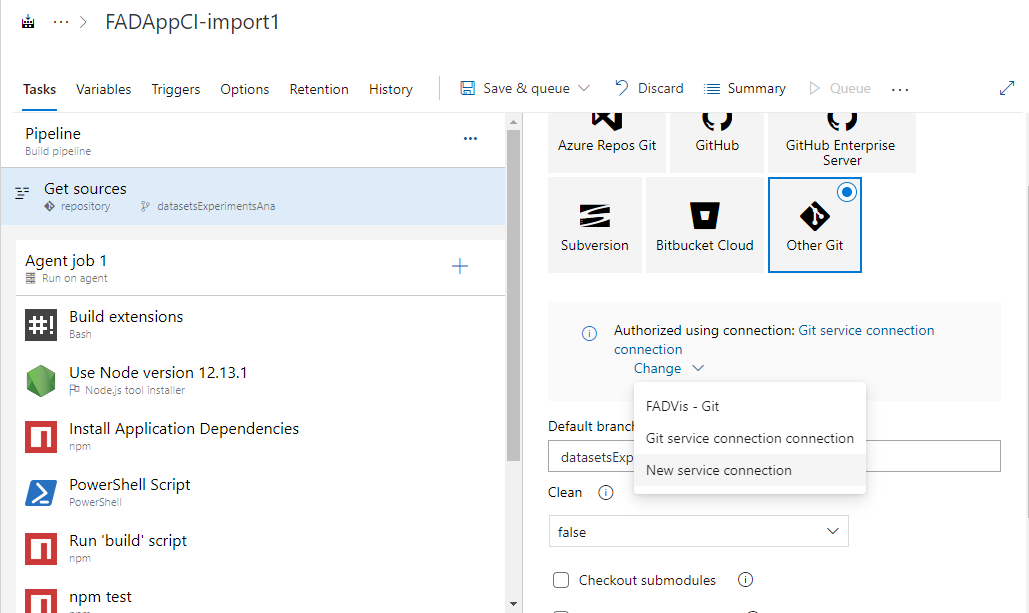 FADAppCI-import1
Tasks
Variables
Triggers
Options
Retention
History
Save & queue
Discard
Summary
Queue
Pipeline
Build pipeline
Get sources
repository
datasetsExperimentsAna
Agent job 1
Run on agent
Build extensions
Bash
Use Node version 12.13.1
Node.js tool installer
Install Application Dependencies
npm
PowerShell Script
PowerShell
Run 'build' script
npm
npm test
Azure Repos Git
GitHub
GitHub Enterprise
Server
Subversion
Bitbucket Cloud
Other Git
Authorized using connection: Git service connection
connection
Change
FADVis - Git
Git service connection connection
New service connection
Default branch
datasetsExp
Clean
false
Checkout submodules